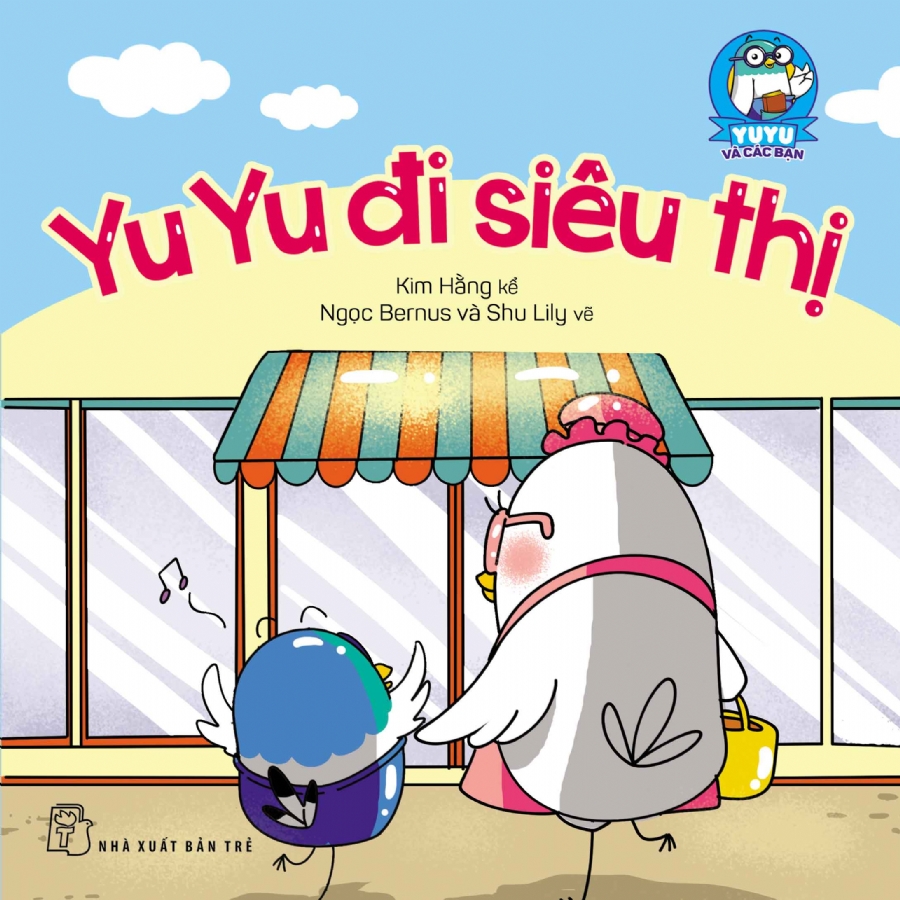 YUYU
VÀ CÁC BẠN
Yu Yu đi siêu thị
Kim Hằng kể
Ngọc Bernus và Shu Lily vẽ
T
NHÀ XUẤT BẢN TRẺ